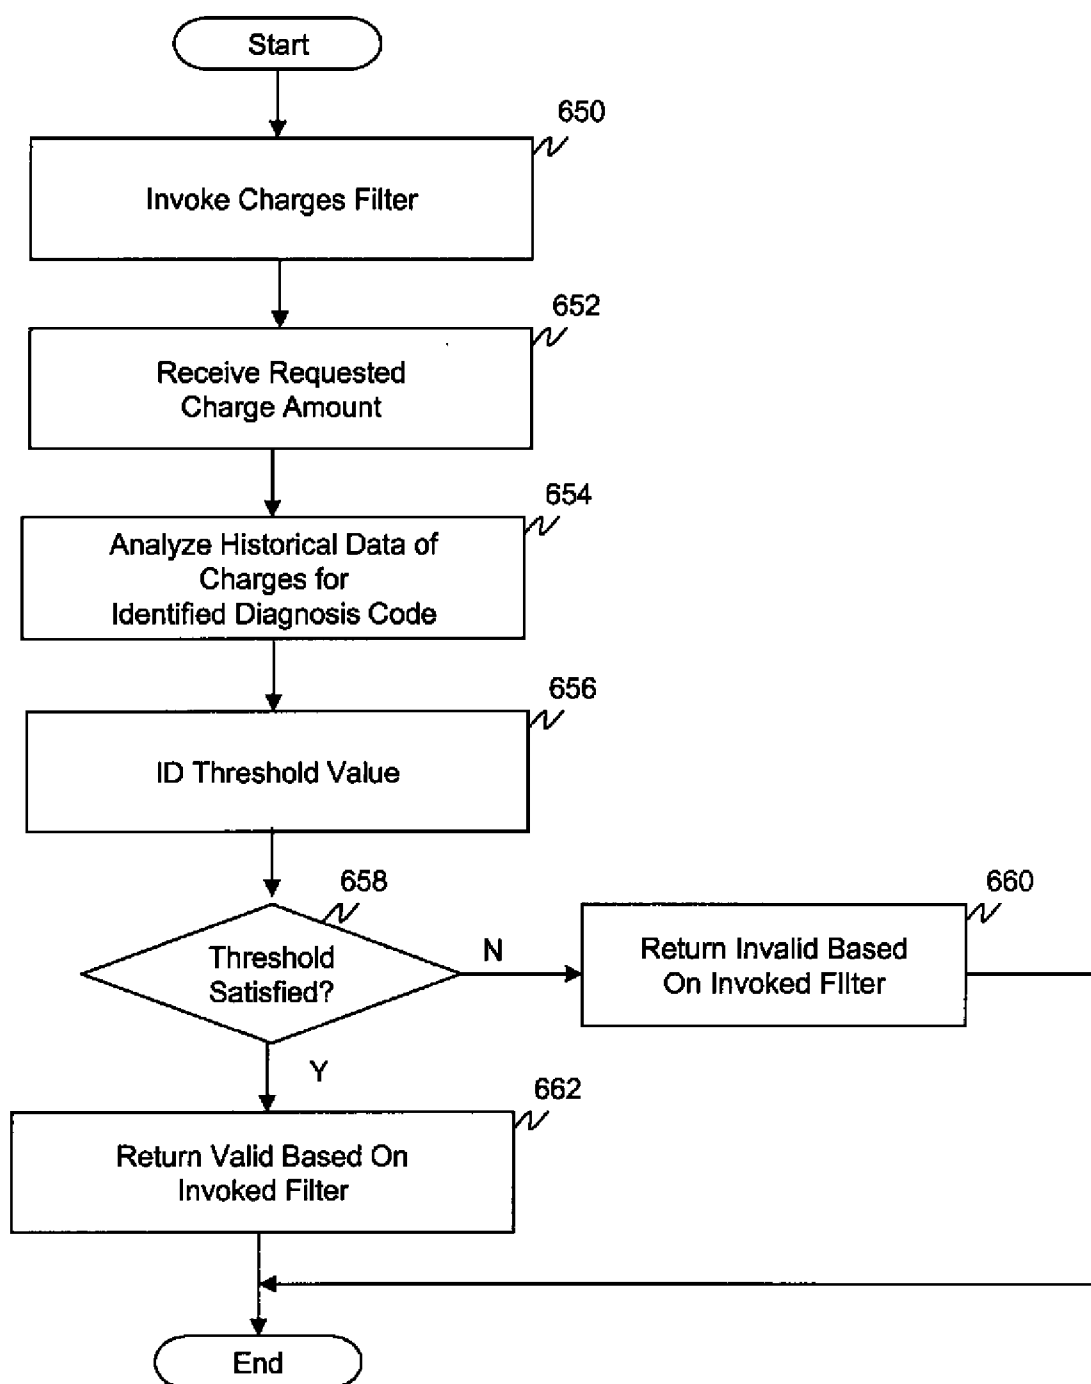 Start
650
Invoke Charges Filter
652
Receive Requested
Charge Amount
654
Analyze Historical Data of
Charges for
Identified Diagnosis Code
656
ID Threshold Value
658
Threshold
Satisfied?
N
660
Return Invalid Based
On Invoked Filter
Y
662
Return Valid Based On
Invoked Filter
End